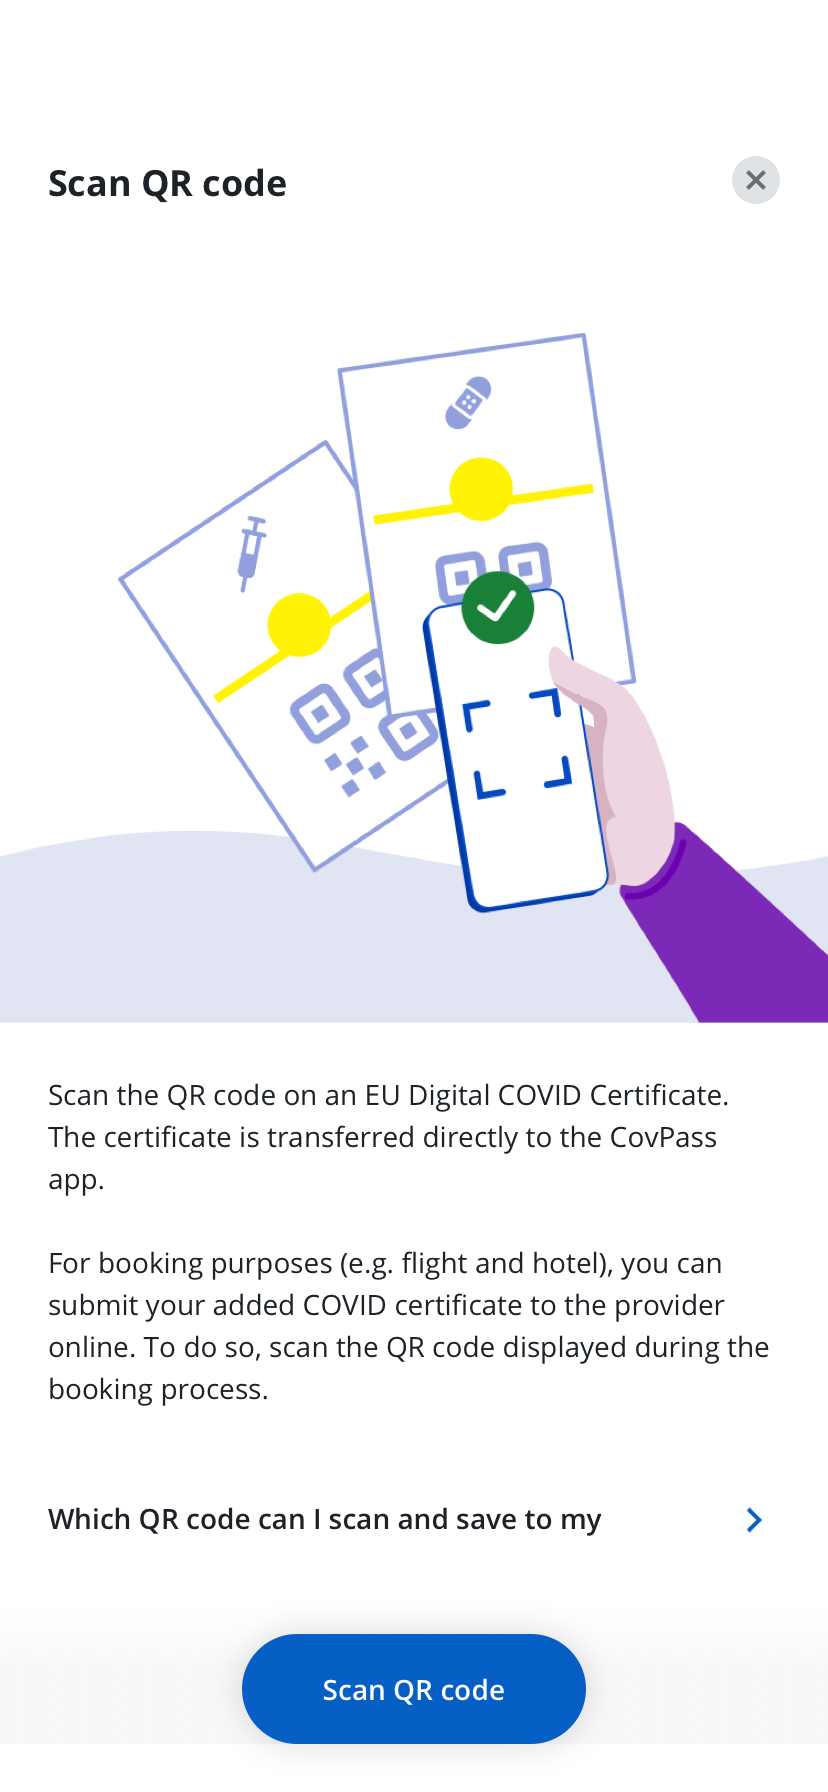 Scan QR code
Scan the QR code on an EU Digital COVID Certificate.
The certificate is transferred directly to the CovPass
app.
For booking purposes (e.g. flight and hotel), you can
submit your added COVID certificate to the provider
online. To do so, scan the QR code displayed during the
booking process.
Which QR code can I scan and save to my
Scan QR code